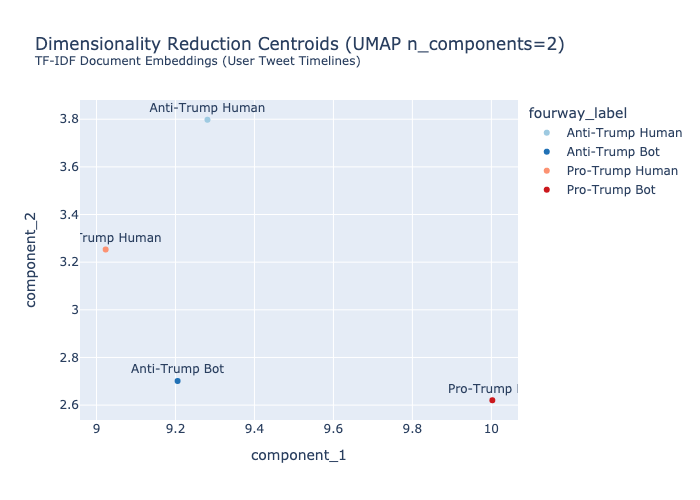 Dimensionality Reduction Centroids (UMAP n_components=2)
TF-IDF Document Embeddings (User Tweet Timelines)
fourway_label
Anti-Trump Human
Anti-Trump Bot
Pro-Trump Human
Pro-Trump Bot
component_2
3.8
3.6
3.4
3.2
3
2.8
2.6
Anti-Trump Human
Trump Human
Anti-Trump Bot
Pro-Trump
9
9.2
9.4
9.6
9.8
10
component_1